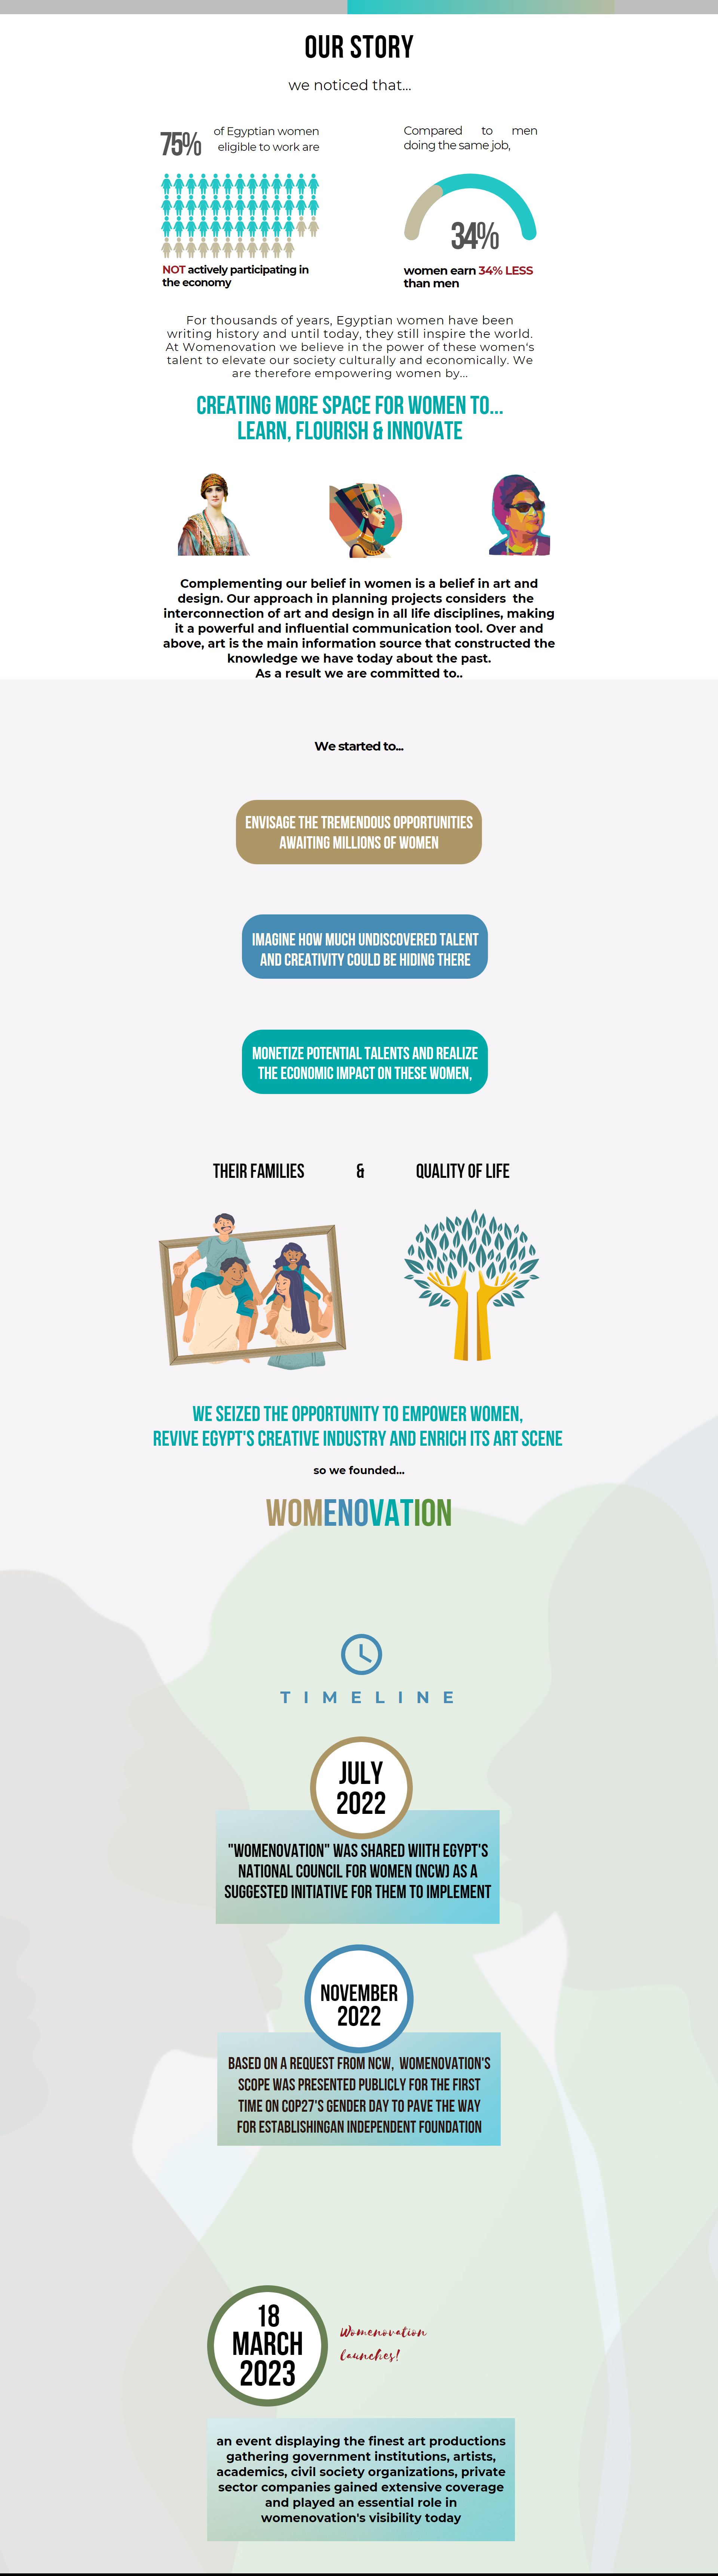 OUR STORY
we noticed that...
75%
of Egyptian women
eligible to work are
NOT actively participating in
the economy
Compared to men
doing the same job,
34%
women earn 34% LESS
than men
For thousands of years, Egyptian women have been
writing history and until today, they still inspire the world.
At Womenovation we believe in the power of these women's
talent to elevate our society culturally and economically. We
are therefore empowering women by...
CREATING MORE SPACE FOR WOMEN TO...
LEARN, FLOURISH & INNOVATE
Complementing our belief in women is a belief in art and
design. Our approach in planning projects considers the
interconnection of art and design in all life disciplines, making
it a powerful and influential communication tool. Over and
above, art is the main information source that constructed the
knowledge we have today about the past.
As a result we are committed to..
We started to...
ENVISAGE THE TREMENDOUS OPPORTUNITIES
AWAITING MILLIONS OF WOMEN
IMAGINE HOW MUCH UNDISCOVERED TALENT
AND CREATIVITY COULD BE HIDING THERE
MONETIZE POTENTIAL TALENTS AND REALIZE
THE ECONOMIC IMPACT ON THESE WOMEN,
THEIR FAMILIES & QUALITY OF LIFE
WE SEIZED THE OPPORTUNITY TO EMPOWER WOMEN,
REVIVE EGYPT'S CREATIVE INDUSTRY AND ENRICH ITS ART SCENE
so we founded...
WOMENOVATION
TIMELINE
JULY
2022
"WOMENOVATION" WAS SHARED WIITH EGYPT'S
NATIONAL COUNCIL FOR WOMEN (NCW) AS A
SUGGESTED INITIATIVE FOR THEM TO IMPLEMENT
NOVEMBER
2022
BASED ON A REQUEST FROM NCW, WOMENOVATION'S
SCOPE WAS PRESENTED PUBLICLY FOR THE FIRST
TIME ON COP27'S GENDER DAY TO PAVE THE WAY
FOR ESTABLISHINGAN INDEPENDENT FOUNDATION
18
MARCH
2023
Womenovation
launches!
an event displaying the finest art productions
gathering government institutions, artists,
academics, civil society organizations, private
sector companies gained extensive coverage
and played an essential role in
womenovation's visibility today